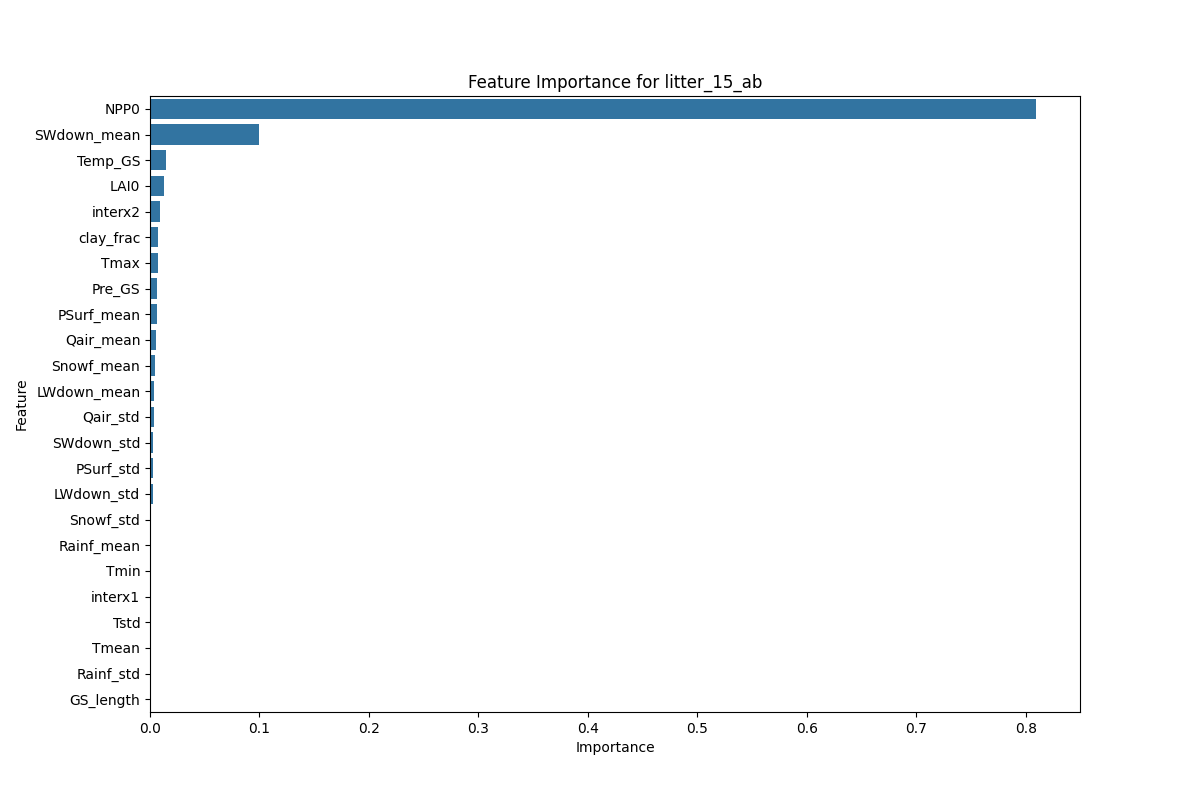 Feature Importance for litter_15_ab
NPP0
SWdown_mean
Temp_GS
LAI0
interx2
clay_frac
Tmax
Pre_GS
PSurf_mean
Qair_mean
Snowf_mean
LWdown_mean
Qair_std
SWdown_std
PSurf_std
LWdown_std
Snowf_std
Rainf_mean
Tmin
interx1
Tstd
Tmean
Rainf_std
GS_length
Feature
0.0 0.1 0.2 0.3 0.4 0.5 0.6 0.7 0.8
Importance